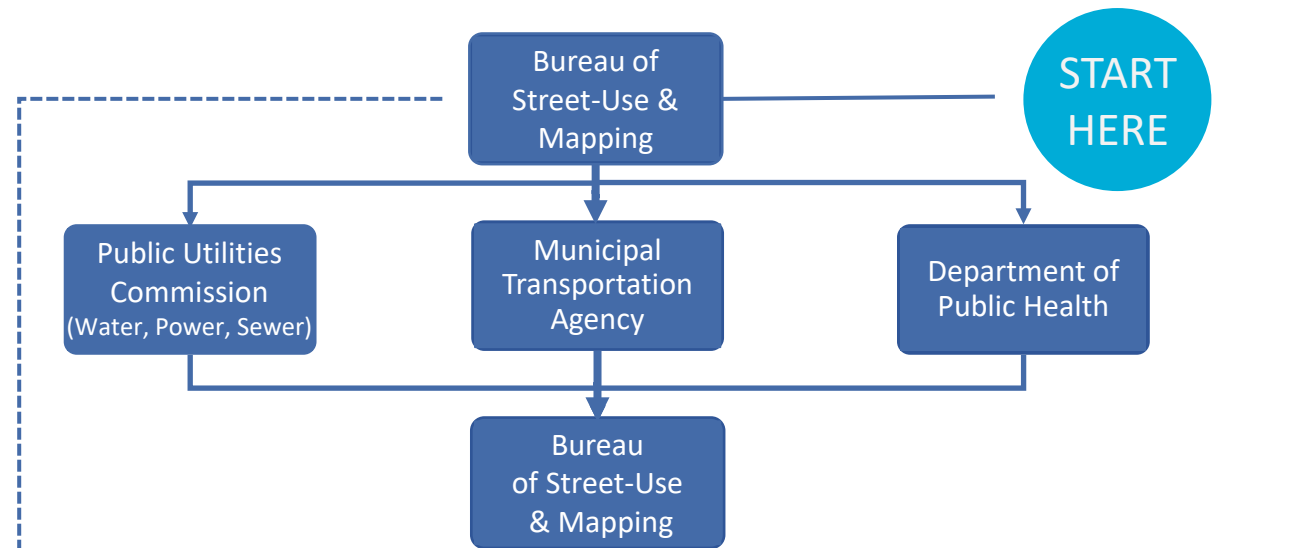 Bureau of
Street-Use &
Mapping
START
HERE
Public Utilities
Commission
(Water, Power, Sewer)
Municipal
Transportation
Agency
Department of
Public Health
Bureau
of Street-Use
& Mapping